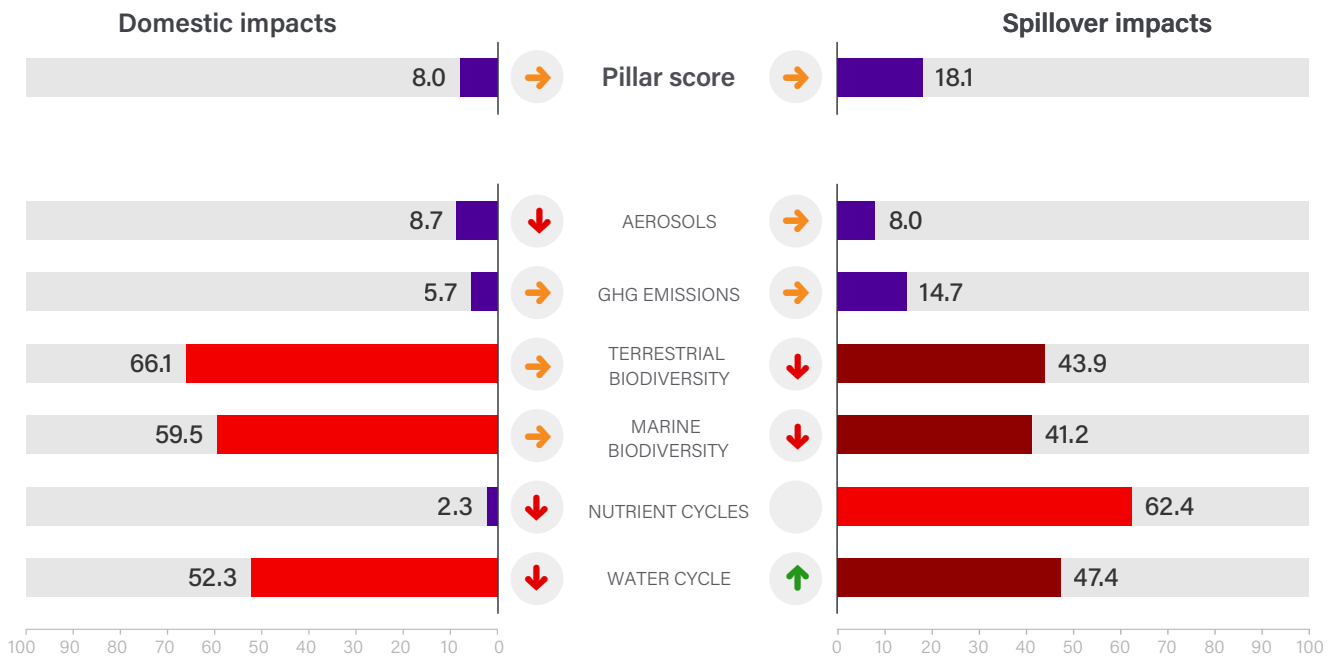 Domestic impacts
Spillover impacts
8.0 Pillar score 18.1
8.7 AEROSOLS 8.0
5.7 GHG EMISSIONS 14.7
66.1 TERRESTRIAL 43.9
BIODIVERSITY
59.5 MARINE 41.2
BIODIVERSITY
2.3 NUTRIENT CYCLES 62.4
52.3 WATER CYCLE 47.4
100 90 80 70 60 50 40 30 20 10 0
0 10 20 30 40 50 60 70 80 90 100